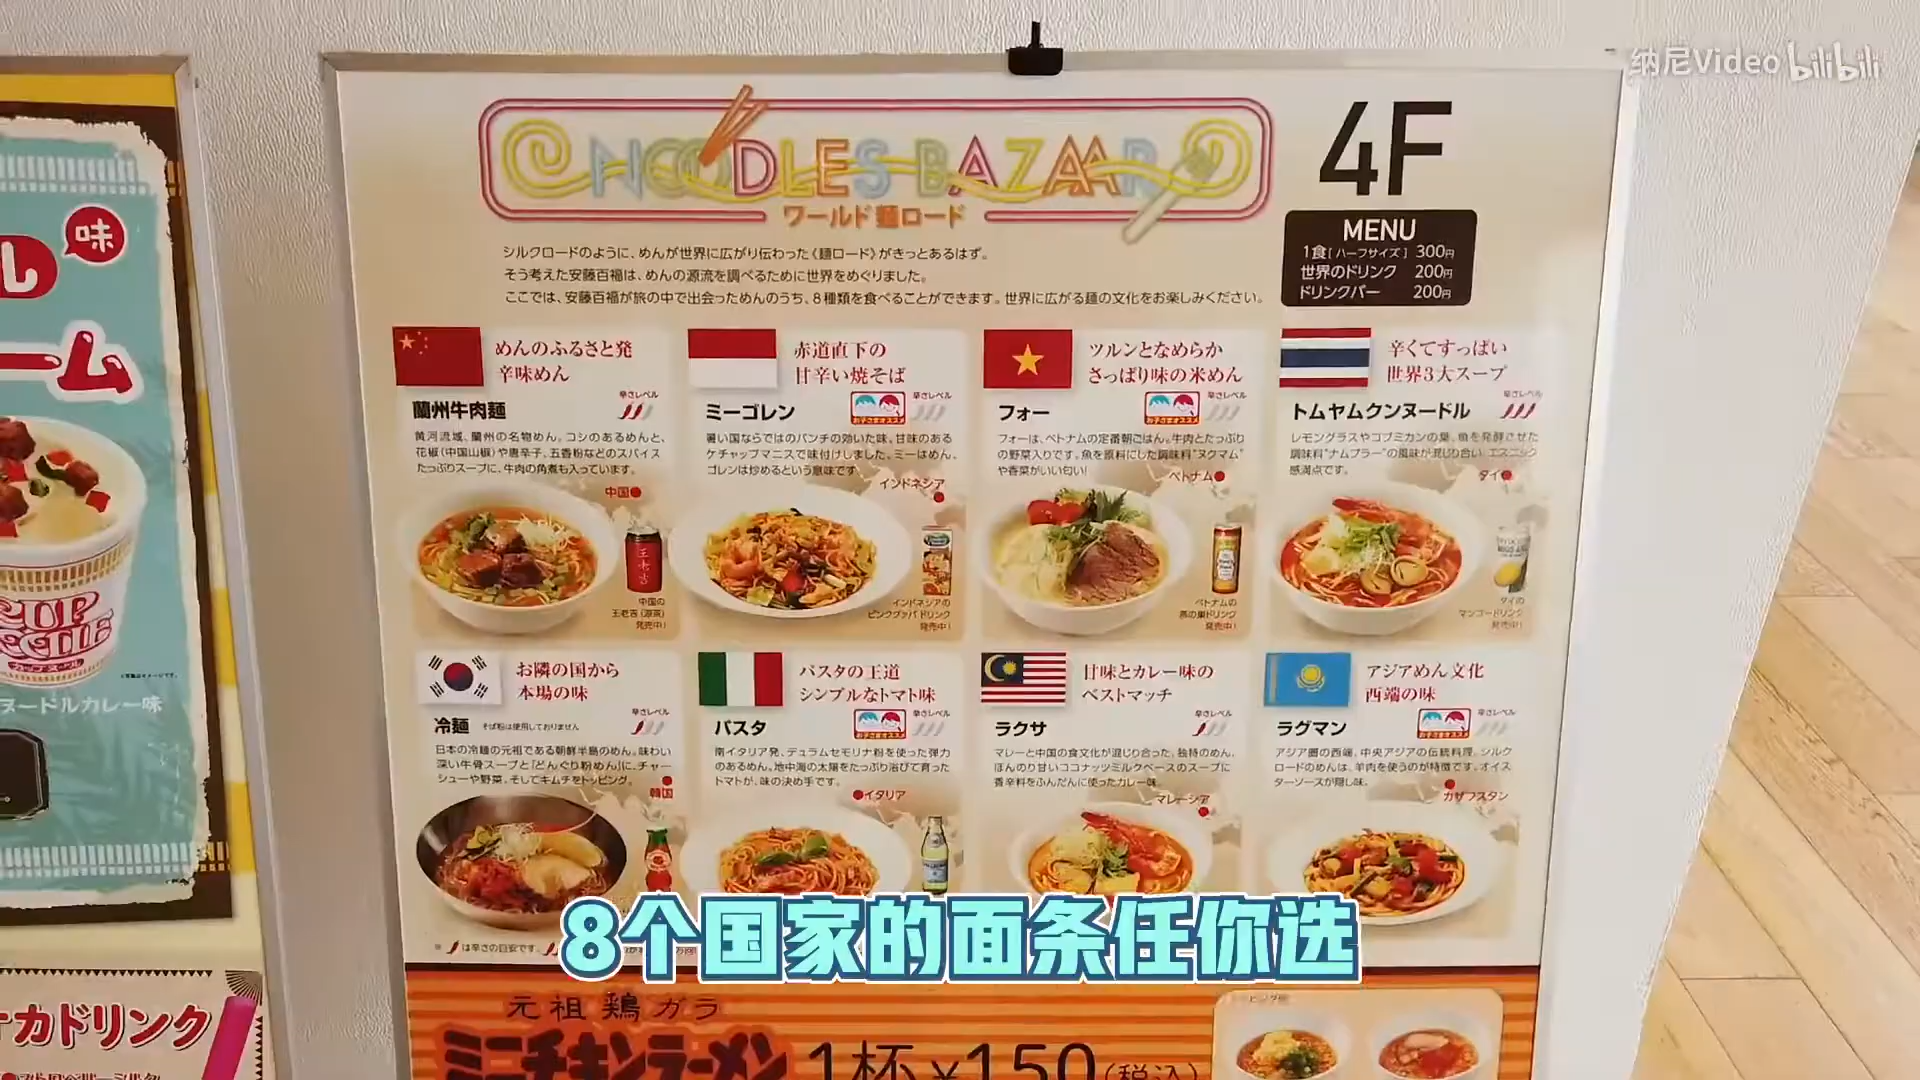 纳尼Video bilibili
NOODLES BAZAAR
ワールド麺ロード
4F
MENU
1食[ハーフサイズ] 300円
世界のドリンク 200円
ドリンクバー 200円
シルクロードのように、めんが世界に広がり伝わった《麺ロード》がきっとあるはず。
そう考えた安藤百福は、めんの源流を調べるために世界をめぐりました。
ここでは、安藤百福が旅の中で出会っためんのうち、8種類を食べることができます。世界に広がる麺の文化をお楽しみください。
めんのふるさと発
辛味めん
辛さレベル
蘭州牛肉麺
黄河流域、蘭州の名物めん。コシのあるめんと、
花椒(中国山椒)や唐辛子、五香粉などのスパイス
たっぷりスープに、牛肉の角煮も入っています。
中国
王老吉
中国の
王老吉(涼茶)
発売中!
赤道直下の
甘辛い焼そば
ミーゴレン
お子さまオススメ
辛さレベル
暑い国ならではのパンチの効いた味。甘味のある
ケチャップマニスで味付けしました。ミーはめん、
ゴレンは炒めるという意味です。
インドネシア
インドネシアの
ピンクグァバドリンク
発売中!
ツルンとなめらか
さっぱり味の米めん
フォー
お子さまオススメ
辛さレベル
フォーは、ベトナムの定番朝ごはん。牛肉とたっぷり
の野菜入りです。魚を原料にした調味料"ヌクマム"
や香菜がいい匂い!
ベトナム
ベトナムの
燕の巣ドリンク
発売中!
辛くてすっぱい
世界3大スープ
トムヤムクンヌードル
辛さレベル
レモングラスやコブミカンの葉、魚を発酵させた
調味料"ナムプラー"の風味が混じり合い、エスニック
感満点です。
タイ
タイの
マンゴードリンク
発売中!
お隣の国から
本場の味
冷麺 そば粉は使用しておりません
辛さレベル
日本の冷麺の元祖である朝鮮半島のめん。味わい
深い牛骨スープと「どんぐり粉めん」に、チャー
シューや野菜、そしてキムチをトッピング。
韓国
パスタの王道
シンプルなトマト味
パスタ
お子さまオススメ
辛さレベル
南イタリア発、デュラムセモリナ粉を使った弾力
のあるめん。地中海の太陽をたっぷり浴びて育った
トマトが、味の決め手です。
イタリア
甘味とカレー味の
ベストマッチ
ラクサ
辛さレベル
マレーと中国の食文化が混じり合った、独特のめん。
ほんのり甘いココナッツミルクベースのスープに
香辛料をふんだんに使ったカレー味。
マレーシア
アジアめん文化
西端の味
ラグマン
お子さまオススメ
辛さレベル
アジア圏の西端、中央アジアの伝統料理。シルク
ロードのめんは、羊肉を使うのが特徴です。オイス
ターソースが隠し味。
カザフスタン
は辛さの目安です。
8个国家的面条任你选
元祖鶏ガラ
ミニチキンラーメン 1杯¥150(税込)
味
ル
ーム
CUP
カップヌードル
ヌードルカレー味
カドリンク